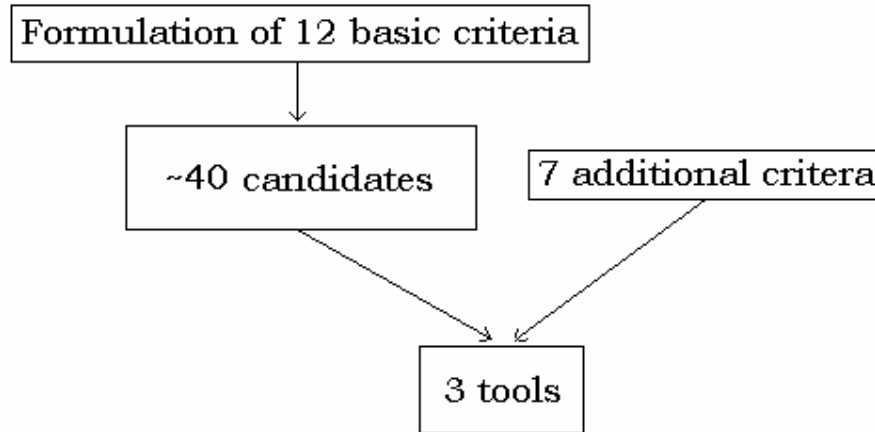 Formulation of 12 basic criteria
~40 candidates
7 additional critera
3 tools